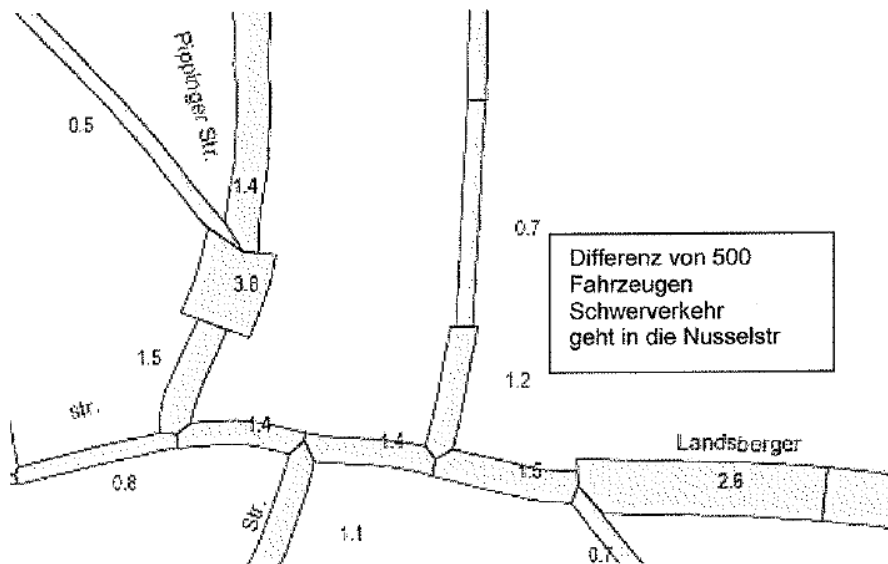 Pippinger Str.
0.5
1.4
0.7
Differenz von 500
Fahrzeugen
Schwerverkehr
geht in die Nusselstr
3.6
1.5
1.2
str.
1.4
1.4
Landsberger
1.5
2.6
0.8
Str.
1.1
0.7